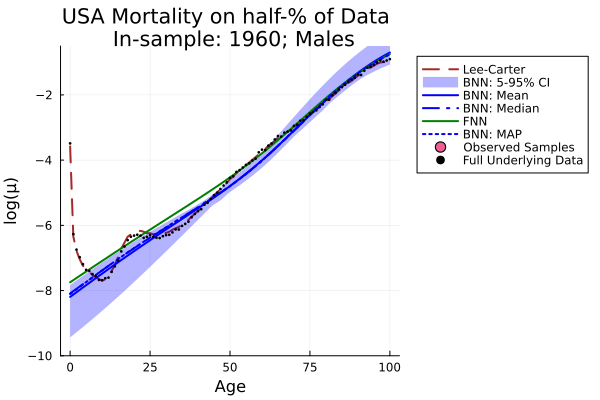 USA Mortality on half-% of Data
In-sample: 1960; Males
log(μ)
−2
−4
−6
−8
−10
0
25
50
75
100
Age
Lee-Carter
BNN: 5-95% CI
BNN: Mean
BNN: Median
FNN
BNN: MAP
Observed Samples
Full Underlying Data